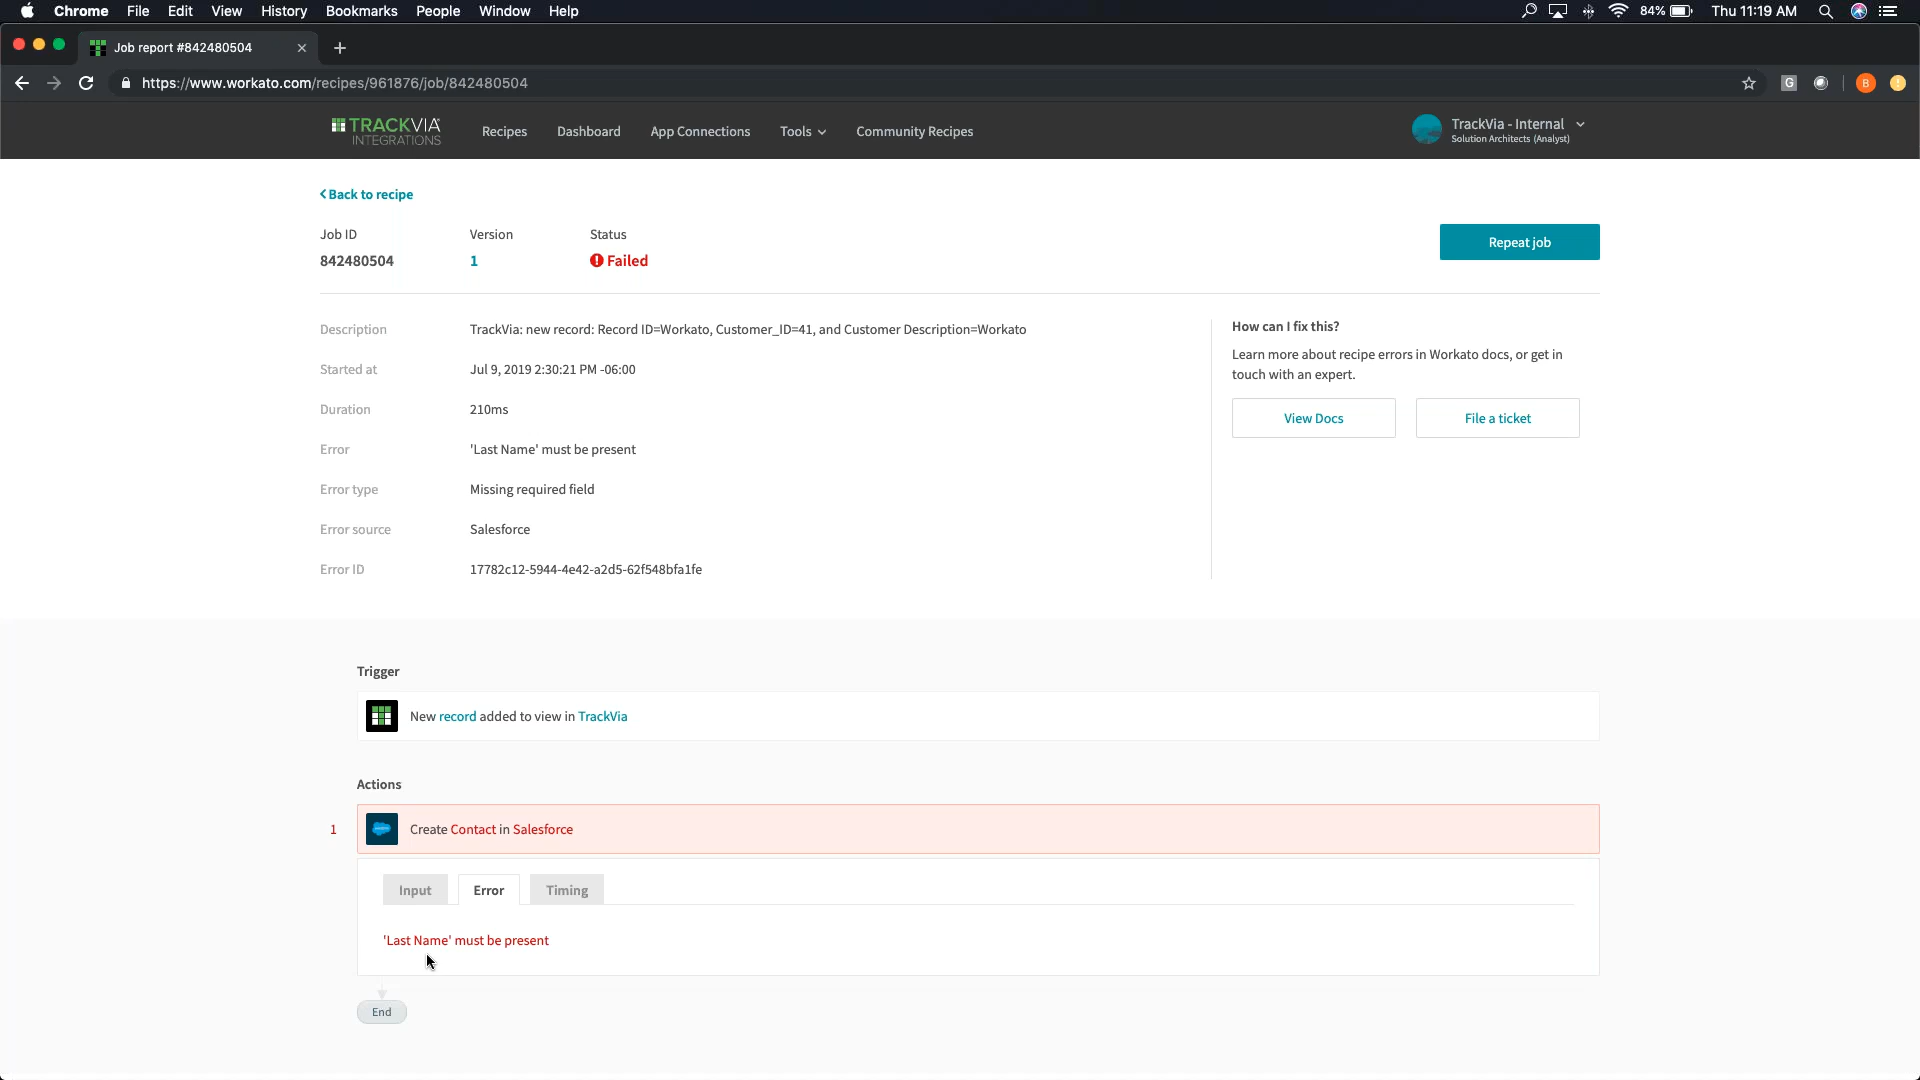 Chrome File Edit View History Bookmarks People Window Help 84% Thu 11:19 AM
Job report #842480504
https://www.workato.com/recipes/961876/job/842480504 G B
TRACKVIA INTEGRATIONS Recipes Dashboard App Connections Tools Community Recipes TrackVia - Internal
Solution Architects (Analyst)
Back to recipe
Job ID Version Status
842480504 1 Failed
Repeat job
Description TrackVia: new record: Record ID=Workato, Customer_ID=41, and Customer Description=Workato
Started at Jul 9, 2019 2:30:21 PM -06:00
Duration 210ms
Error 'Last Name' must be present
Error type Missing required field
Error source Salesforce
Error ID 17782c12-5944-4e42-a2d5-62f548bfa1fe
How can I fix this?
Learn more about recipe errors in Workato docs, or get in
touch with an expert.
View Docs File a ticket
Trigger
New record added to view in TrackVia
Actions
1 Create Contact in Salesforce
Input Error Timing
'Last Name' must be present
End